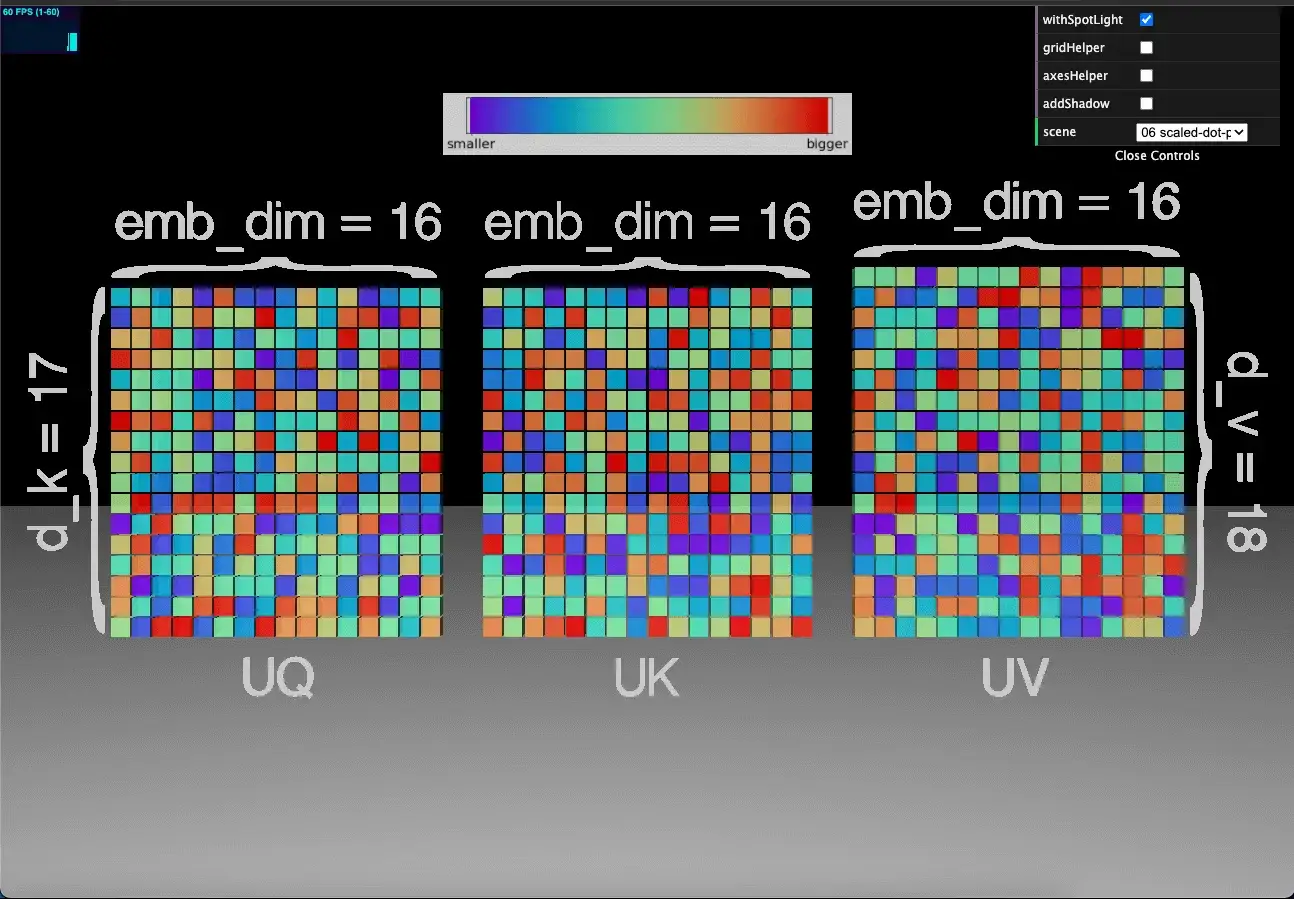 60 FPS (1-60)
withSpotLight
gridHelper
axesHelper
addShadow
scene 06 scaled-dot-p
Close Controls
smaller bigger
emb_dim = 16 emb_dim = 16 emb_dim = 16
d_k = 17
d_v = 18
UQ UK UV